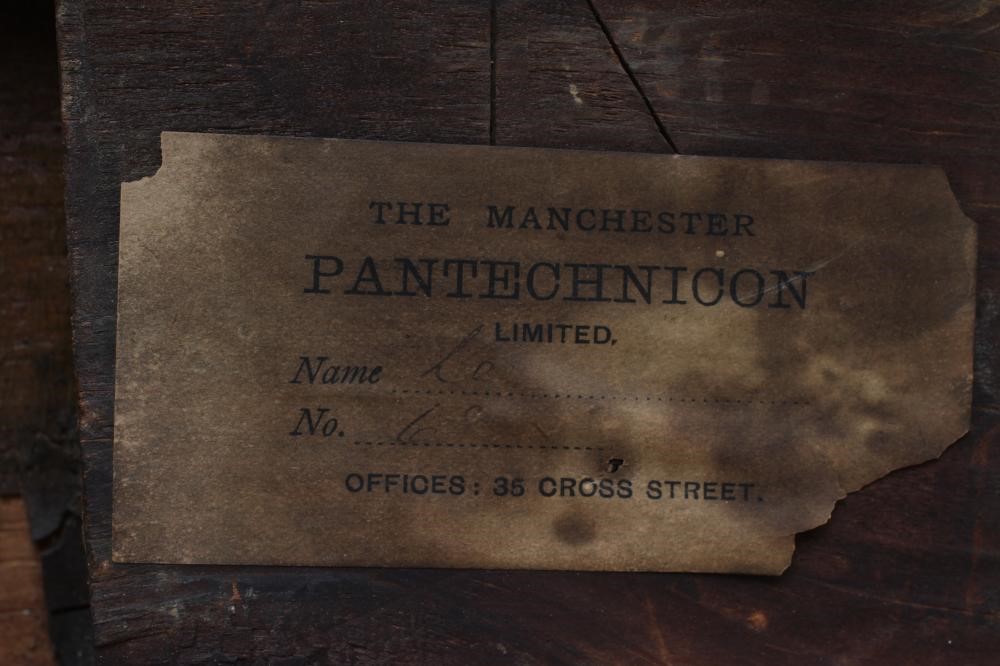 THE MANCHESTER
PANTECHNICON
LIMITED,
Name
No.
OFFICES: 35 CROSS STREET.